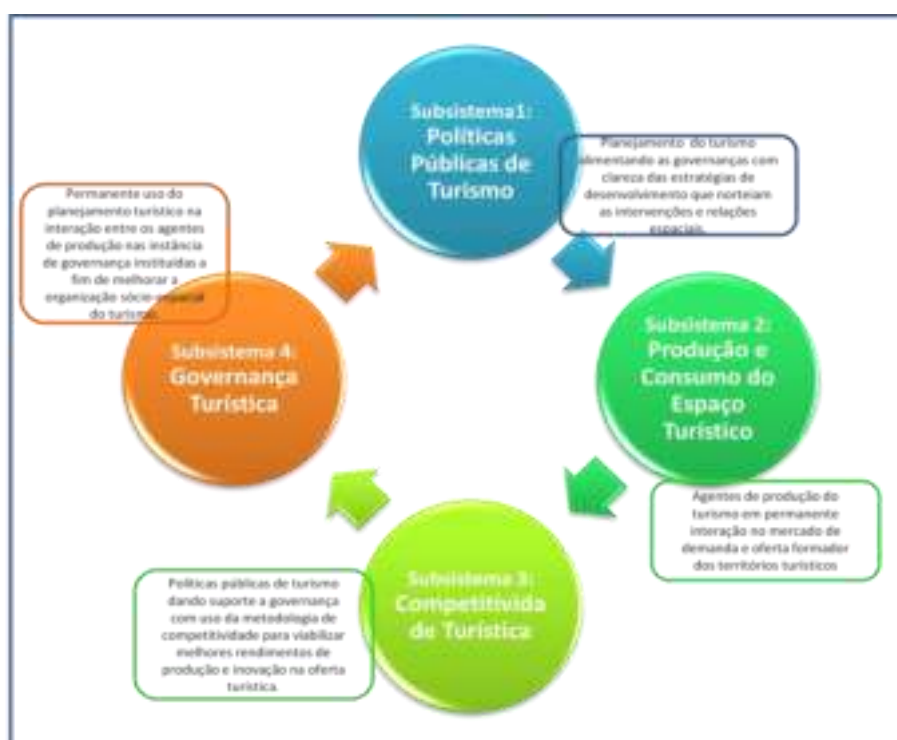 Subsistema1:
Políticas
Públicas de
Turismo
Planejamento do turismo
alimentando as governanças com
clareza das estratégias de
desenvolvimento que norteiam
as intervenções e relações
espaciais.
Subsistema 2:
Produção e
Consumo do
Espaço
Turístico
Agentes de produção do
turismo em permanente
interação no mercado de
demanda e oferta formador
dos territórios turísticos
Subsistema 3:
Competitivida
de Turística
Políticas públicas de turismo
dando suporte a governança
com uso da metodologia de
competitividade para viabilizar
melhores rendimentos de
produção e inovação na oferta
turística.
Subsistema 4:
Governança
Turística
Permanente uso do
planejamento turístico na
interação entre os agentes
de produção nas instância
de governança instituídas a
fim de melhorar a
organização sócio-espacial
do turismo.